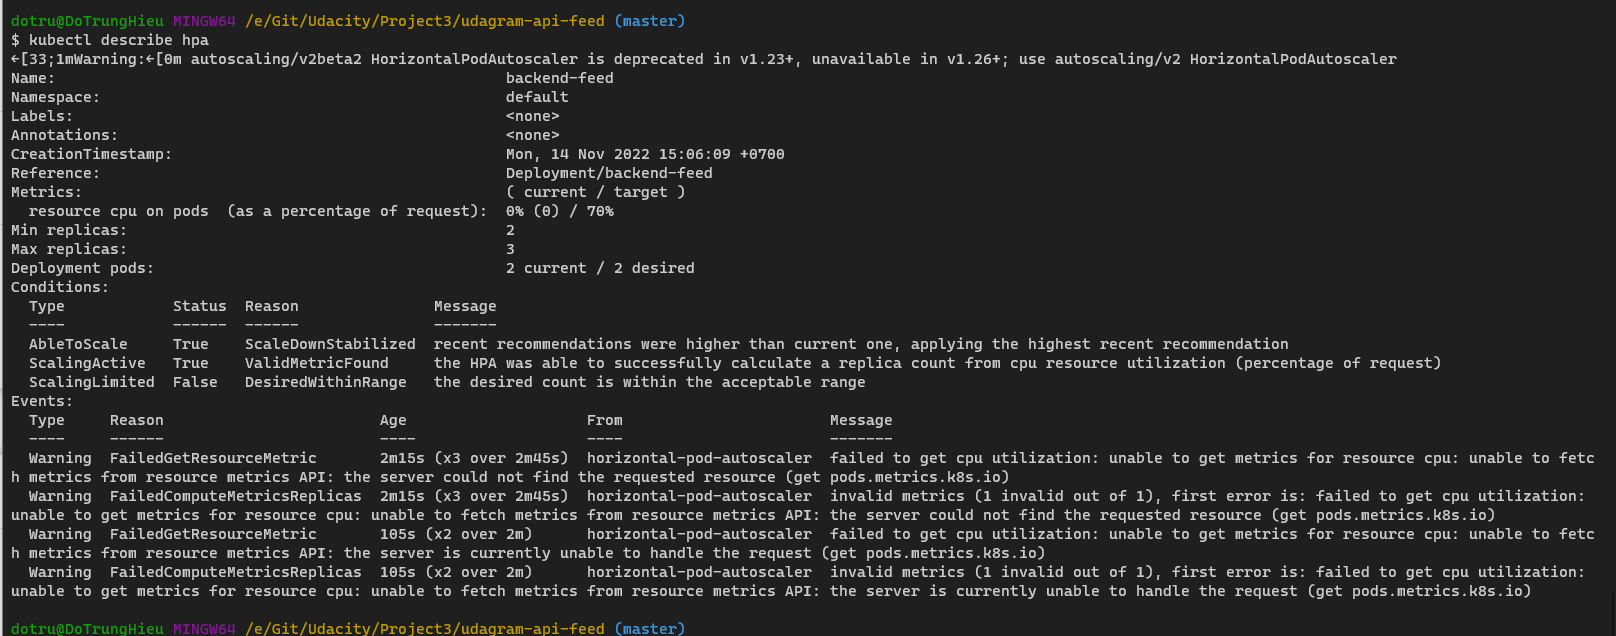 dotru@DoTrungHieu MINGW64 /e/Git/Udacity/Project3/udagram-api-feed (master)
$ kubectl describe hpa
←[33;1mWarning:←[0m autoscaling/v2beta2 HorizontalPodAutoscaler is deprecated in v1.23+, unavailable in v1.26+; use autoscaling/v2 HorizontalPodAutoscaler
Name: backend-feed
Namespace: default
Labels: <none>
Annotations: <none>
CreationTimestamp: Mon, 14 Nov 2022 15:06:09 +0700
Reference: Deployment/backend-feed
Metrics: ( current / target )
resource cpu on pods (as a percentage of request): 0% (0) / 70%
Min replicas: 2
Max replicas: 3
Deployment pods: 2 current / 2 desired
Conditions:
Type Status Reason Message
---- ------ ------ -------
AbleToScale True ScaleDownStabilized recent recommendations were higher than current one, applying the highest recent recommendation
ScalingActive True ValidMetricFound the HPA was able to successfully calculate a replica count from cpu resource utilization (percentage of request)
ScalingLimited False DesiredWithinRange the desired count is within the acceptable range
Events:
Type Reason Age From Message
---- ------ ---- ---- -------
Warning FailedGetResourceMetric 2m15s (x3 over 2m45s) horizontal-pod-autoscaler failed to get cpu utilization: unable to get metrics for resource cpu: unable to fetc
h metrics from resource metrics API: the server could not find the requested resource (get pods.metrics.k8s.io)
Warning FailedComputeMetricsReplicas 2m15s (x3 over 2m45s) horizontal-pod-autoscaler invalid metrics (1 invalid out of 1), first error is: failed to get cpu utilization:
unable to get metrics for resource cpu: unable to fetch metrics from resource metrics API: the server could not find the requested resource (get pods.metrics.k8s.io)
Warning FailedGetResourceMetric 105s (x2 over 2m) horizontal-pod-autoscaler failed to get cpu utilization: unable to get metrics for resource cpu: unable to fetc
h metrics from resource metrics API: the server is currently unable to handle the request (get pods.metrics.k8s.io)
Warning FailedComputeMetricsReplicas 105s (x2 over 2m) horizontal-pod-autoscaler invalid metrics (1 invalid out of 1), first error is: failed to get cpu utilization:
unable to get metrics for resource cpu: unable to fetch metrics from resource metrics API: the server is currently unable to handle the request (get pods.metrics.k8s.io)
dotru@DoTrungHieu MINGW64 /e/Git/Udacity/Project3/udagram-api-feed (master)